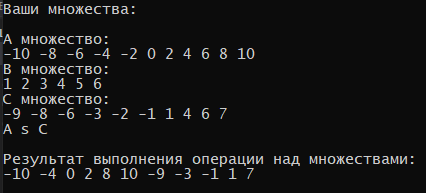 Ваши множества:
А множество:
-10 -8 -6 -4 -2 0 2 4 6 8 10
В множество:
1 2 3 4 5 6
С множество:
-9 -8 -6 -3 -2 -1 1 4 6 7
A s C
Результат выполнения операции над множествами:
-10 -4 0 2 8 10 -9 -3 -1 1 7